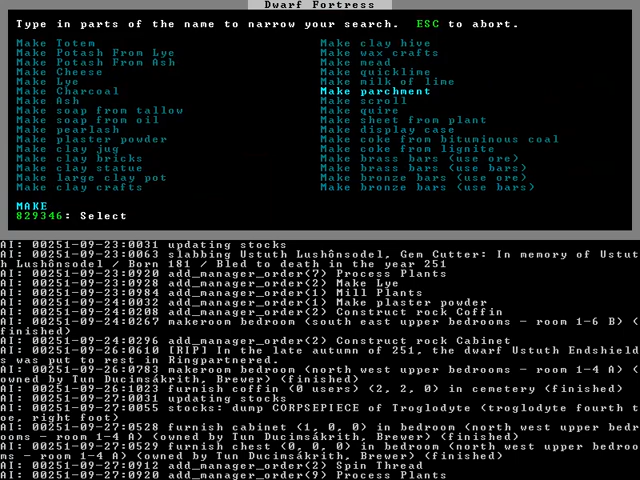 Dwarf Fortress
Type in parts of the name to narrow your search.  ESC to abort.
Make Totem
Make Potash From Lye
Make Potash From Ash
Make Cheese
Make Lye
Make Charcoal
Make Ash
Make soap from tallow
Make soap from oil
Make pearlash
Make plaster powder
Make clay jug
Make clay bricks
Make clay statue
Make large clay pot
Make clay crafts
Make clay hive
Make wax crafts
Make mead
Make quicklime
Make milk of lime
Make parchment
Make scroll
Make quire
Make sheet from plant
Make display case
Make coke from bituminous coal
Make coke from lignite
Make brass bars (use ore)
Make brass bars (use bars)
Make bronze bars (use ore)
Make bronze bars (use bars)
MAKE
829346: Select
AI: 00251-09-23:0031 updating stocks
AI: 00251-09-23:0063 slabbing Ustuth Lushônsodel, Gem Cutter: In memory of Ustut
h Lushônsodel / Born 181 / Bled to death in the year 251
AI: 00251-09-23:0920 add_manager_order(7) Process Plants
AI: 00251-09-23:0928 add_manager_order(2) Make Lye
AI: 00251-09-23:0984 add_manager_order(1) Mill Plants
AI: 00251-09-24:0032 add_manager_order(1) Make plaster powder
AI: 00251-09-24:0208 add_manager_order(2) Construct rock Coffin
AI: 00251-09-24:0267 makeroom bedroom (south east upper bedrooms - room 1-6 B) (
finished)
AI: 00251-09-24:0296 add_manager_order(2) Construct rock Cabinet
AI: 00251-09-26:0610 [RIP] In the late autumn of 251, the dwarf Ustuth Endshield
s was put to rest in Mingpartnered.
AI: 00251-09-26:0783 makeroom bedroom (north west upper bedrooms - room 1-4 A) (
owned by Tun Ducimsákrith, Brewer) (finished)
AI: 00251-09-26:1023 furnish coffin (0 users) (2, 2, 0) in cemetery (finished)
AI: 00251-09-27:0031 updating stocks
AI: 00251-09-27:0055 stocks: dump CORPSEPIECE of Troglodyte (troglodyte fourth t
oe, right foot)
AI: 00251-09-27:0528 furnish cabinet (1, 0, 0) in bedroom (north west upper bedr
ooms - room 1-4 A) (owned by Tun Ducimsákrith, Brewer) (finished)
AI: 00251-09-27:0529 furnish chest (0, 0, 0) in bedroom (north west upper bedroo
ms - room 1-4 A) (owned by Tun Ducimsákrith, Brewer) (finished)
AI: 00251-09-27:0912 add_manager_order(2) Spin Thread
AI: 00251-09-27:0920 add_manager_order(9) Process Plants